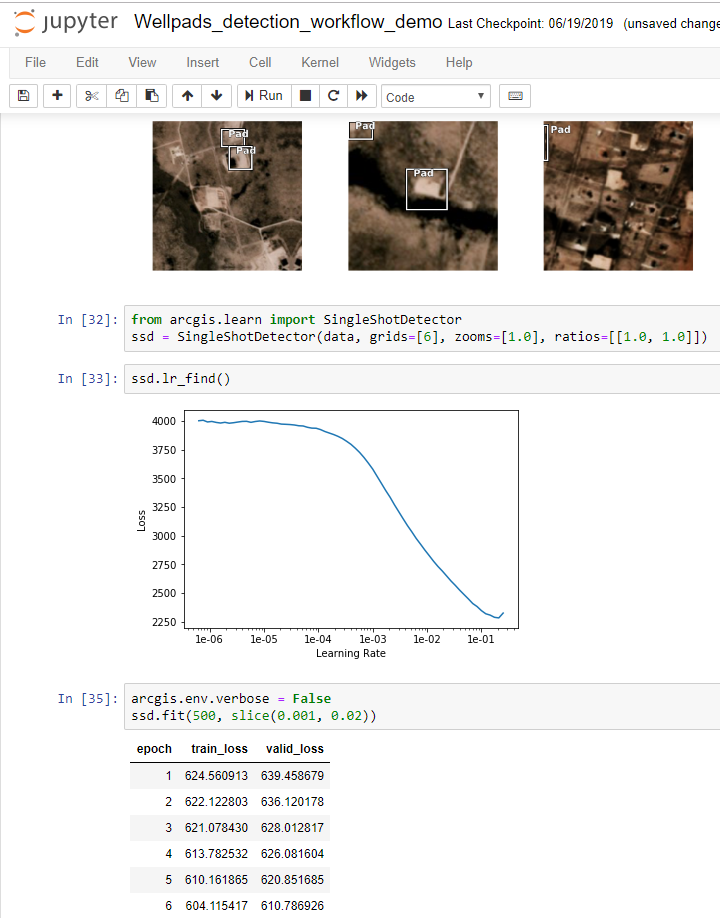 jupyter Wellpads_detection_workflow_demo Last Checkpoint: 06/19/2019 (unsaved change
File Edit View Insert Cell Kernel Widgets Help
Run Code
Pad Pad Pad
Pad Pad
In [32]: from arcgis.learn import SingleShotDetector
ssd = SingleShotDetector(data, grids=[6], zooms=[1.0], ratios=[[1.0, 1.0]])
In [33]: ssd.lr_find()
4000
3750
3500
3250
3000
2750
2500
2250
Loss
1e-06 1e-05 1e-04 1e-03 1e-02 1e-01
Learning Rate
In [35]: arcgis.env.verbose = False
ssd.fit(500, slice(0.001, 0.02))
epoch train_loss valid_loss
1 624.560913 639.458679
2 622.122803 636.120178
3 621.078430 628.012817
4 613.782532 626.081604
5 610.161865 620.851685
6 604.115417 610.786926